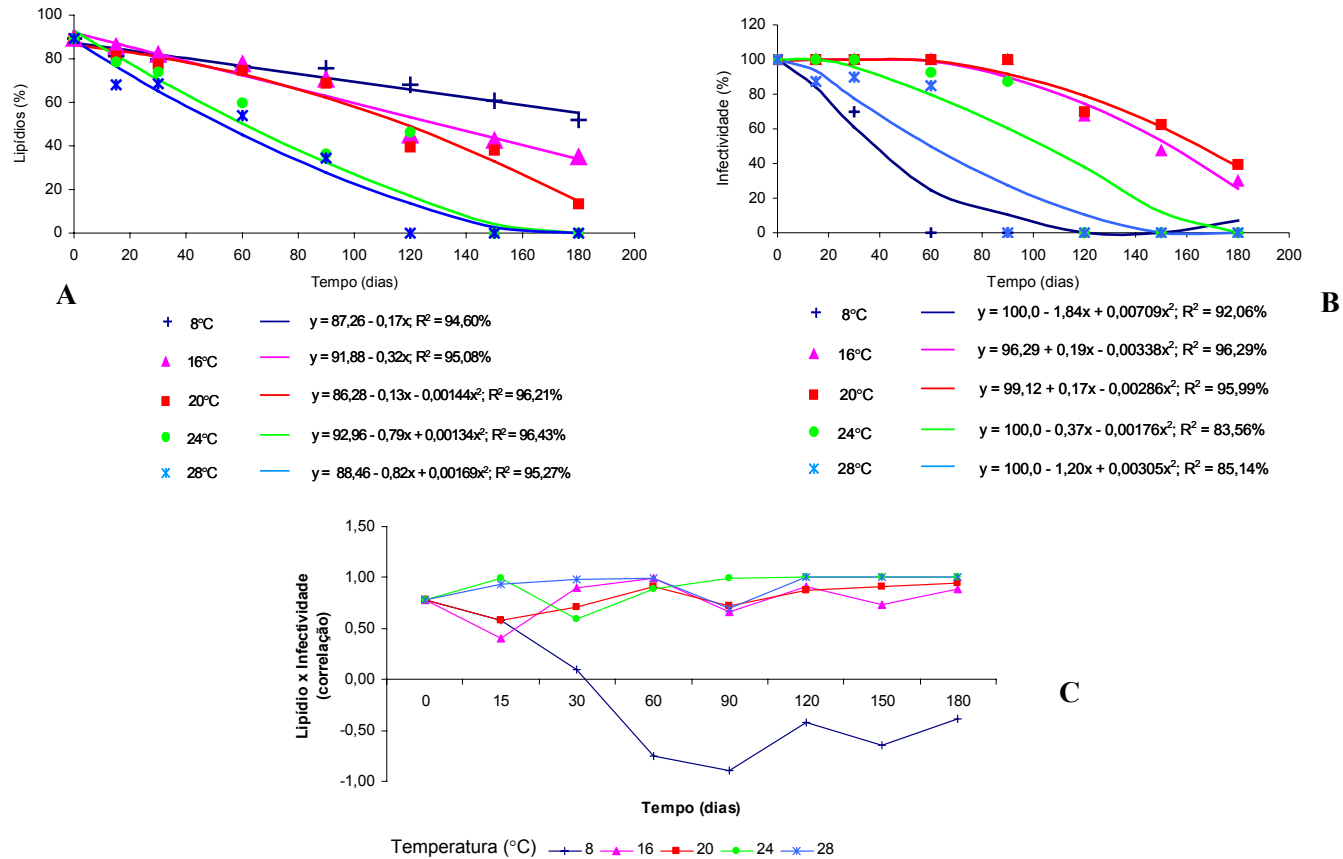 100
80
60
40
20
0
Lipídios (%)
0 20 40 60 80 100 120 140 160 180 200
Tempo (dias)
A
8°C y = 87,26 - 0,17x; R² = 94,60%
16°C y = 91,88 - 0,32x; R² = 95,08%
20°C y = 86,28 - 0,13x - 0,00144x²; R² = 96,21%
24°C y = 92,96 - 0,79x + 0,00134x²; R² = 96,43%
28°C y = 88,46 - 0,82x + 0,00169x²; R² = 95,27%
120
100
80
60
40
20
0
Infectividade (%)
0 20 40 60 80 100 120 140 160 180 200
Tempo (dias)
B
8°C y = 100,0 - 1,84x + 0,00709x²; R² = 92,06%
16°C y = 96,29 + 0,19x - 0,00338x²; R² = 96,29%
20°C y = 99,12 + 0,17x - 0,00286x²; R² = 95,99%
24°C y = 100,0 - 0,37x - 0,00176x²; R² = 83,56%
28°C y = 100,0 - 1,20x + 0,00305x²; R² = 85,14%
1,50
1,00
0,50
0,00
-0,50
-1,00
Lipídio x Infectividade
(correlação)
0 15 30 60 90 120 150 180
C
Tempo (dias)
Temperatura (°C) 8 16 20 24 28